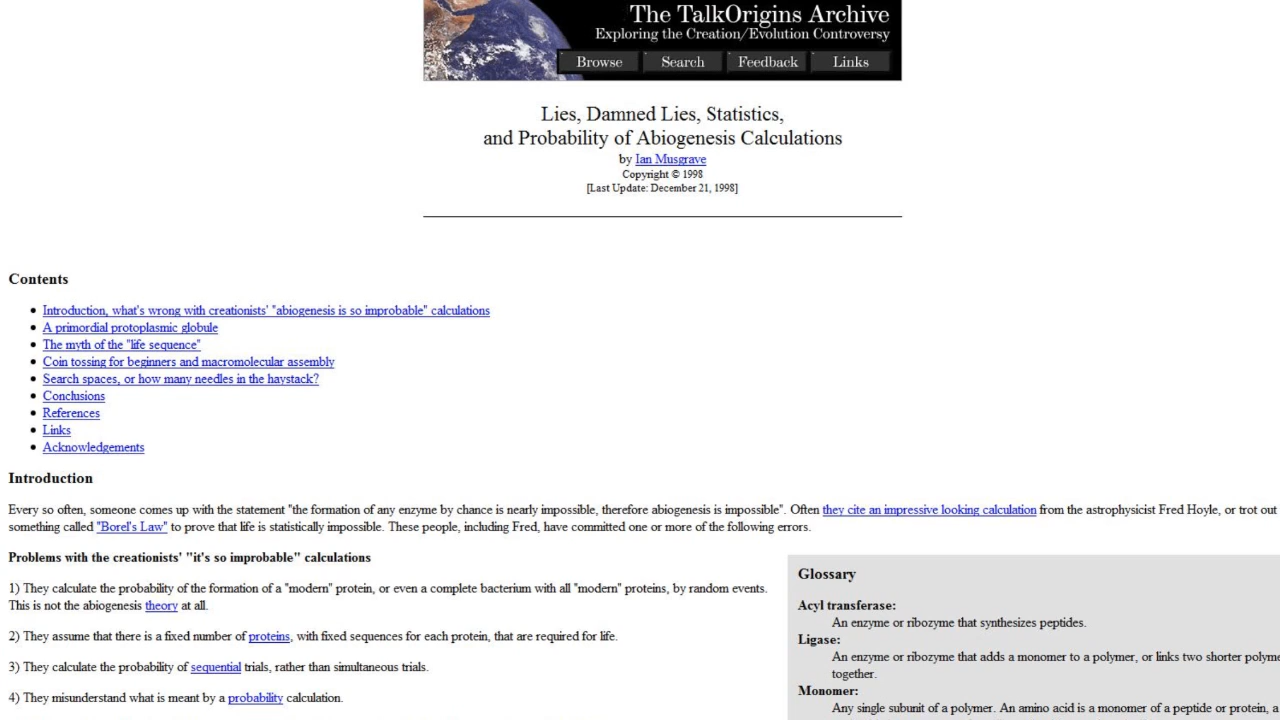 The TalkOrigins Archive
Exploring the Creation/Evolution Controversy
Browse Search Feedback Links
Lies, Damned Lies, Statistics,
and Probability of Abiogenesis Calculations
by Ian Musgrave
Copyright © 1998
[Last Update: December 21, 1998]
Contents
Introduction, what's wrong with creationists' "abiogenesis is so improbable" calculations
A primordial protoplasmic globule
The myth of the "life sequence"
Coin tossing for beginners and macromolecular assembly
Search spaces, or how many needles in the haystack?
Conclusions
References
Links
Acknowledgements
Introduction
Every so often, someone comes up with the statement "the formation of any enzyme by chance is nearly impossible, therefore abiogenesis is impossible". Often they cite an impressive looking calculation from the astrophysicist Fred Hoyle, or trot out
something called "Borel's Law" to prove that life is statistically impossible. These people, including Fred, have committed one or more of the following errors.
Problems with the creationists' "it's so improbable" calculations
1) They calculate the probability of the formation of a "modern" protein, or even a complete bacterium with all "modern" proteins, by random events.
This is not the abiogenesis theory at all.
2) They assume that there is a fixed number of proteins, with fixed sequences for each protein, that are required for life.
3) They calculate the probability of sequential trials, rather than simultaneous trials.
4) They misunderstand what is meant by a probability calculation.
Glossary
Acyl transferase:
An enzyme or ribozyme that synthesizes peptides.
Ligase:
An enzyme or ribozyme that adds a monomer to a polymer, or links two shorter polyme
together.
Monomer:
Any single subunit of a polymer. An amino acid is a monomer of a peptide or protein, a